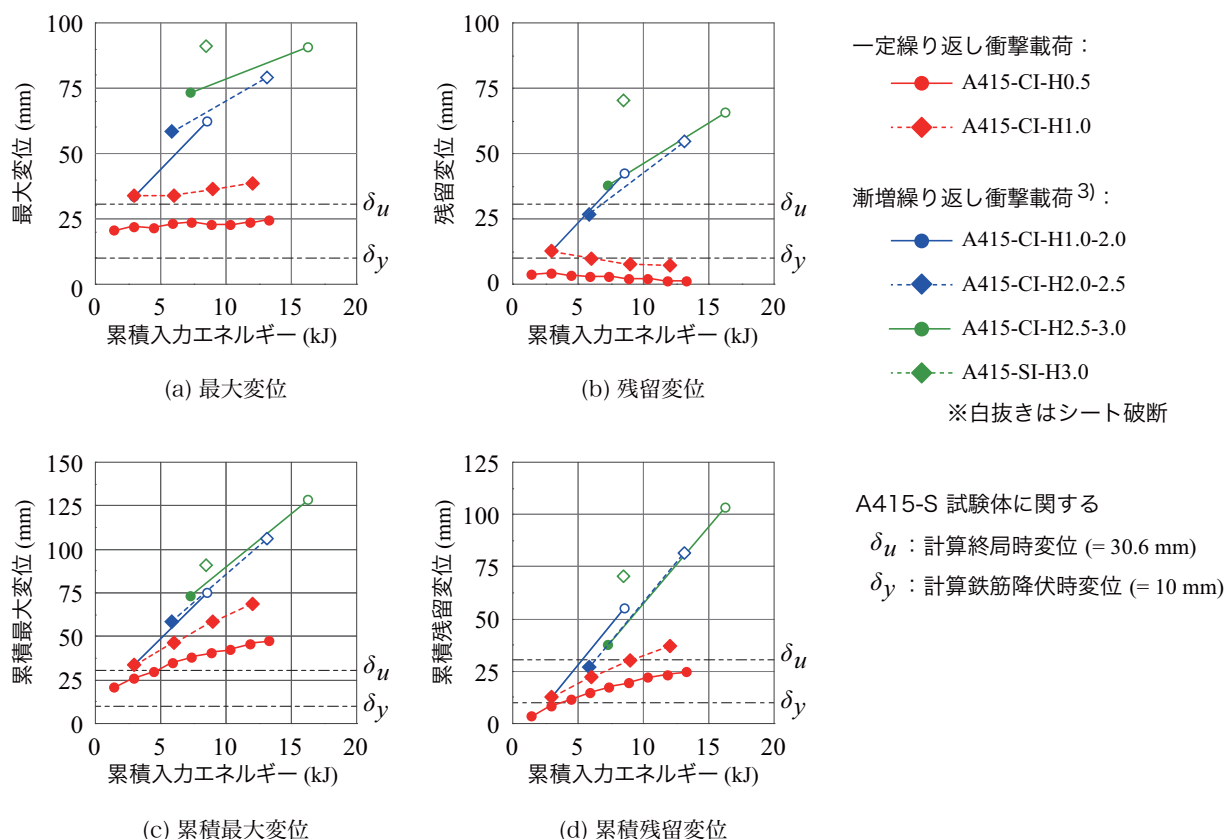 100
75
50
25
0
最大変位 (mm)
δu
δy
0 5 10 15 20
累積入力エネルギー (kJ)
(a) 最大変位
100
75
50
25
0
残留変位 (mm)
δu
δy
0 5 10 15 20
累積入力エネルギー (kJ)
(b) 残留変位
一定繰り返し衝撃載荷：
A415-CI-H0.5
A415-CI-H1.0
漸増繰り返し衝撃載荷 3)：
A415-CI-H1.0-2.0
A415-CI-H2.0-2.5
A415-CI-H2.5-3.0
A415-SI-H3.0
※白抜きはシート破断
150
125
100
75
50
25
0
累積最大変位 (mm)
δu
δy
0 5 10 15 20
累積入力エネルギー (kJ)
(c) 累積最大変位
125
100
75
50
25
0
累積残留変位 (mm)
δu
δy
0 5 10 15 20
累積入力エネルギー (kJ)
(d) 累積残留変位
A415-S 試験体に関する
δu：計算終局時変位 (= 30.6 mm)
δy：計算鉄筋降伏時変位 (= 10 mm)